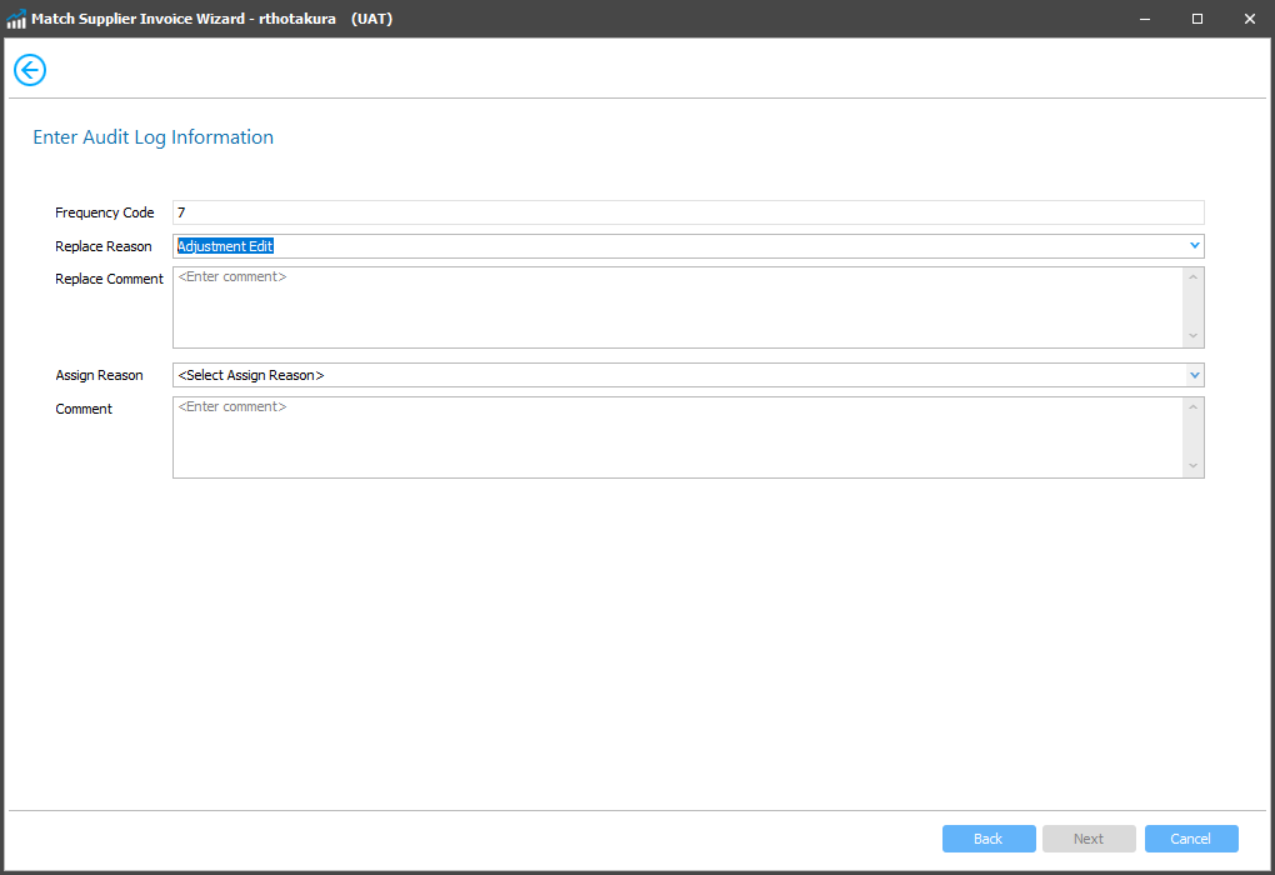 Match Supplier Invoice Wizard - rthotakura (UAT)
Enter Audit Log Information
Frequency Code 7
Replace Reason Adjustment Edit
Replace Comment <Enter comment>
Assign Reason <Select Assign Reason>
Comment <Enter comment>
Back Next Cancel